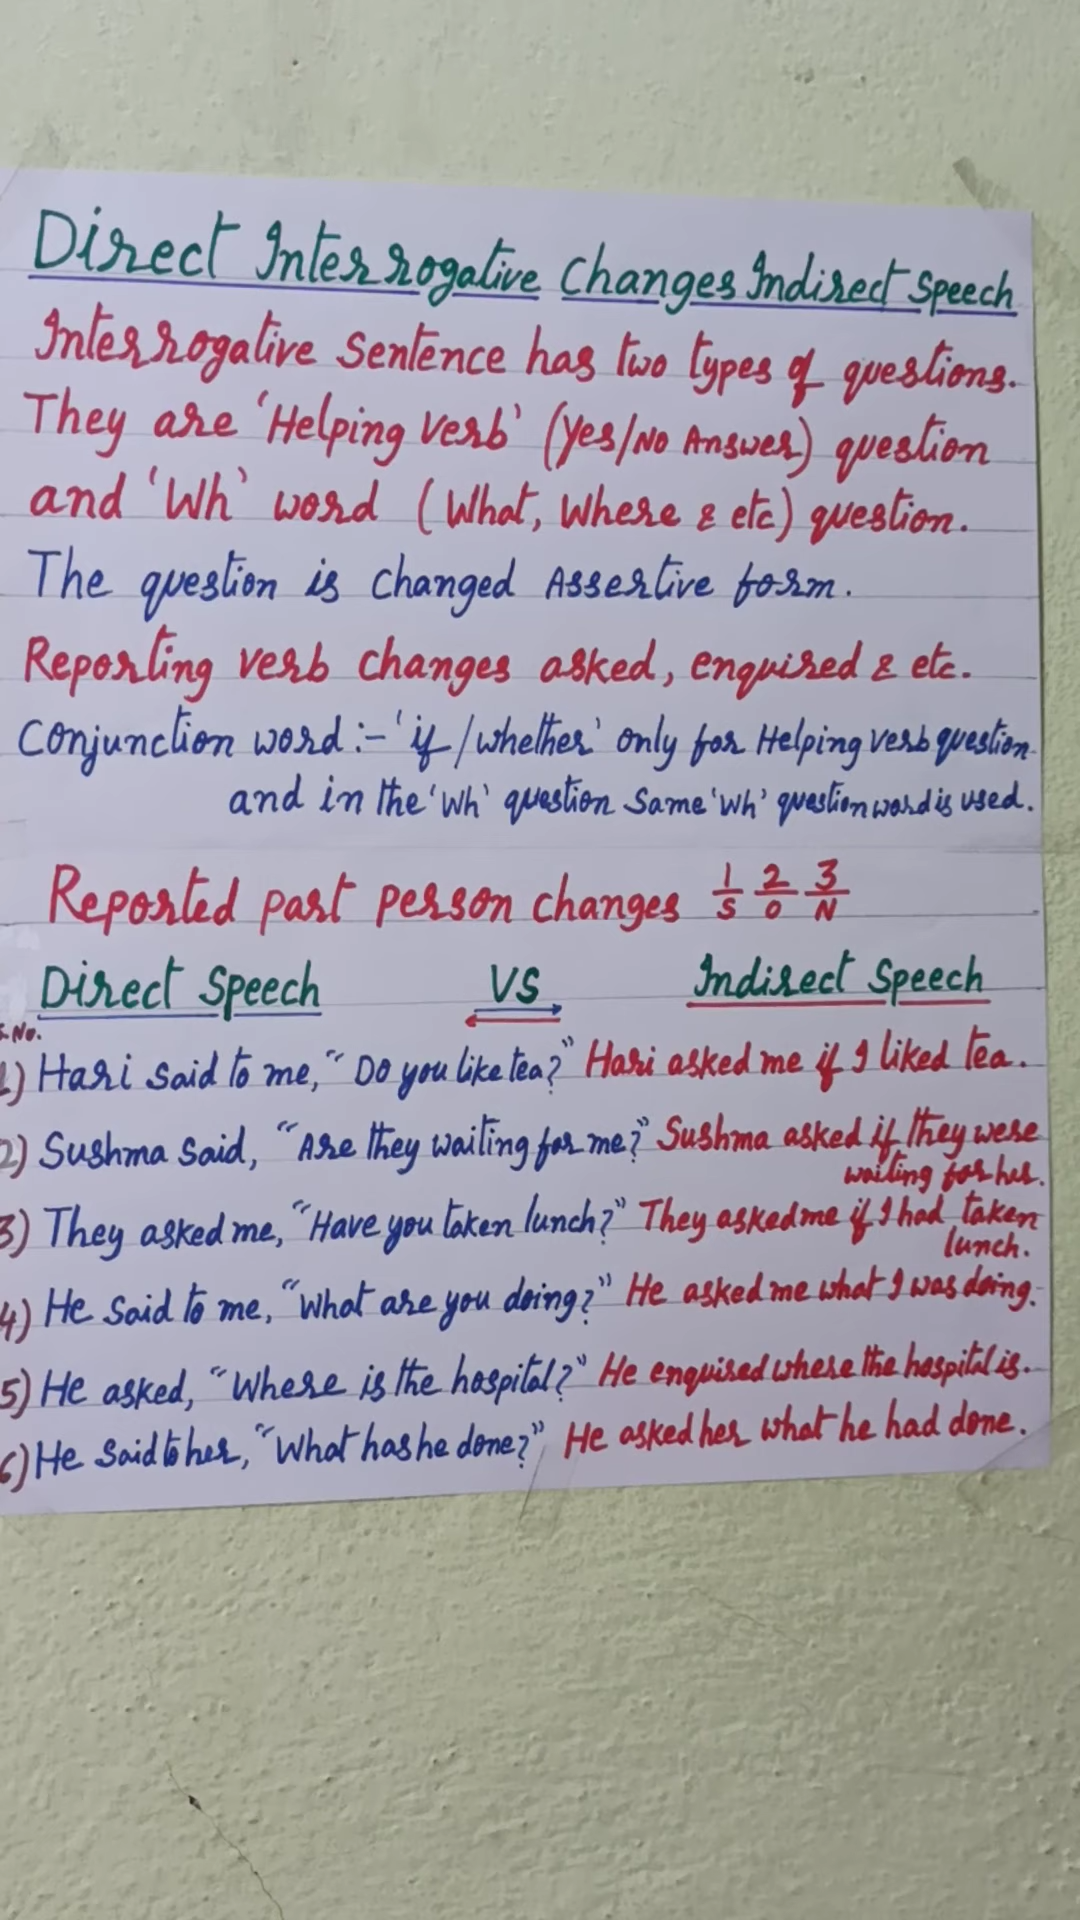 Direct Interrogative Changes Indirect Speech
Interrogative Sentence has two types of questions.
They are 'Helping verb' (Yes/No Answer) question
and 'Wh' word (What, Where & etc) question.
The question is changed Assertive form.
Reporting verb changes asked, enquired & etc.
Conjunction word :- 'if/whether' only for Helping verb question
and in the 'Wh' question same 'Wh' question word is used.
Reported part person changes 1/S 2/O 3/N
Direct Speech VS Indirect Speech
S.No.
1) Hari said to me, "Do you like tea?" Hari asked me if I liked tea.
2) Sushma said, "Are they waiting for me?" Sushma asked if they were
waiting for her.
3) They asked me, "Have you taken lunch?" They asked me if I had taken
lunch.
4) He said to me, "What are you doing?" He asked me what I was doing.
5) He asked, "Where is the hospital?" He enquired where the hospital is.
6) He said to her, "What has he done?" He asked her what he had done.